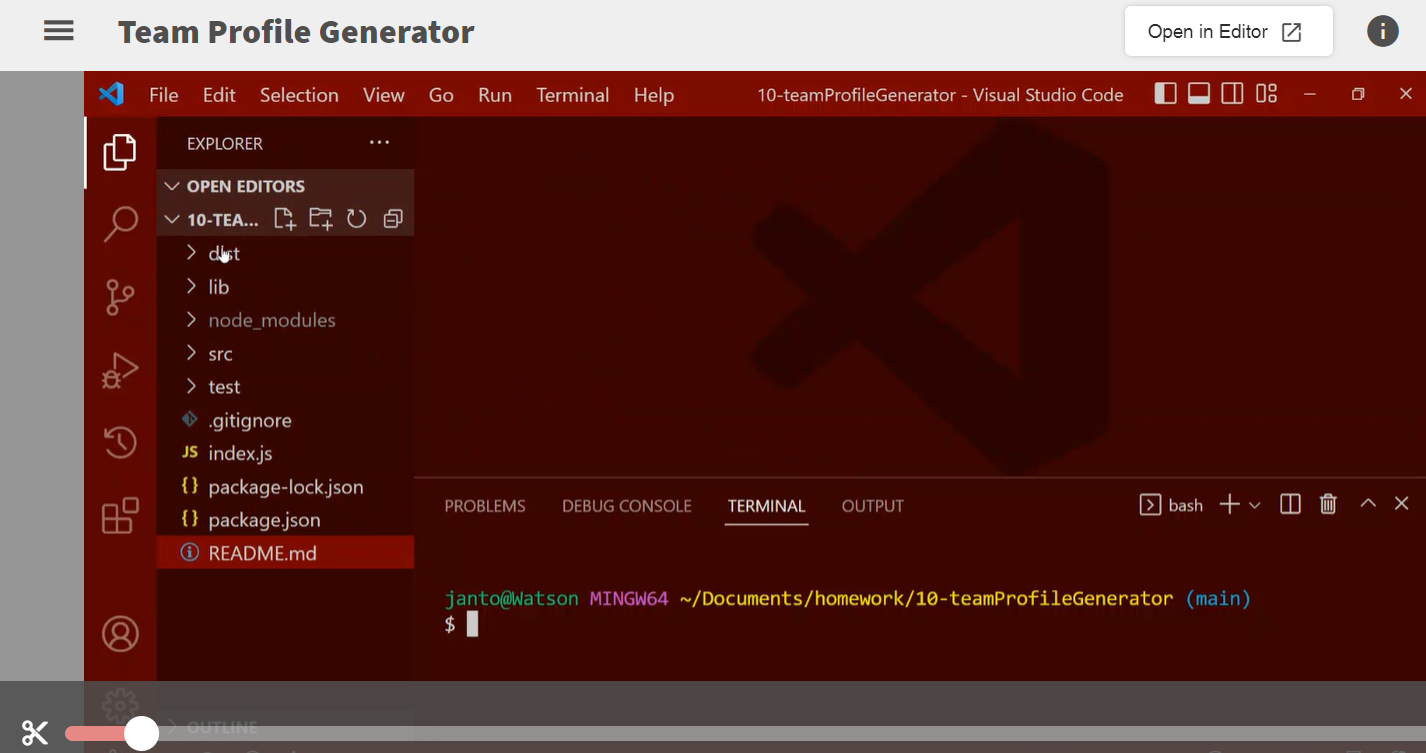 Team Profile Generator
Open in Editor
File Edit Selection View Go Run Terminal Help
10-teamProfileGenerator - Visual Studio Code
EXPLORER
OPEN EDITORS
10-TEA...
dist
lib
node_modules
src
test
.gitignore
JS index.js
{} package-lock.json
{} package.json
README.md
PROBLEMS DEBUG CONSOLE TERMINAL OUTPUT
bash
janto@Watson MINGW64 ~/Documents/homework/10-teamProfileGenerator (main)
$
OUTLINE